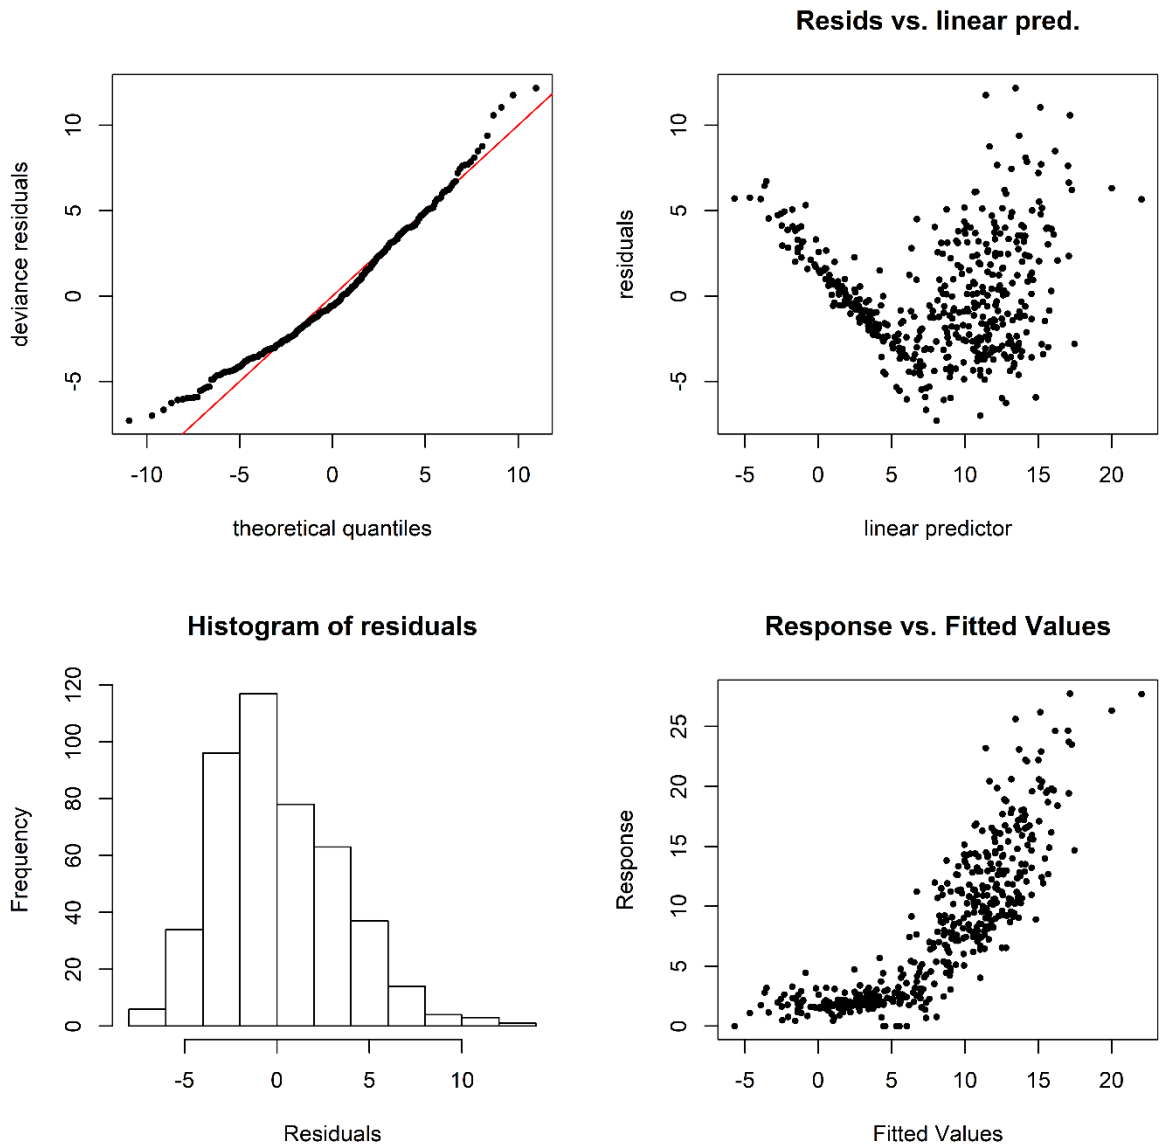 deviance residuals
10
5
0
-5
-10 -5 0 5 10
theoretical quantiles
Resids vs. linear pred.
residuals
10
5
0
-5
-5 0 5 10 15 20
linear predictor
Histogram of residuals
Frequency
120
100
80
60
40
20
0
-5 0 5 10
Residuals
Response vs. Fitted Values
Response
25
20
15
10
5
0
-5 0 5 10 15 20
Fitted Values